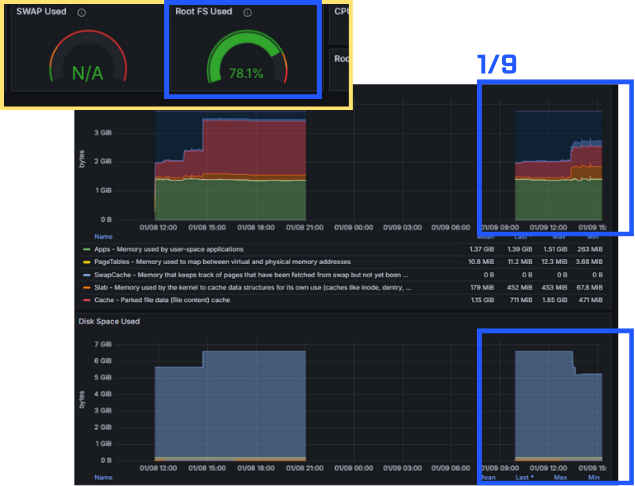 SWAP Used
Root FS Used
CPU
N/A
78.1%
Roo
1/9
3 GiB
2 GiB
1 GiB
0 B
bytes
01/08 12:00 01/08 15:00 01/08 18:00 01/08 21:00 01/09 00:00 01/09 03:00 01/09 06:00 01/09 09:00 01/09 12:00 01/09 15:
Name Mean Last * Max Min
Apps - Memory used by user-space applications 1.37 GiB 1.39 GiB 1.51 GiB 263 MiB
PageTables - Memory used to map between virtual and physical memory addresses 10.8 MiB 11.2 MiB 12.3 MiB 3.68 MiB
SwapCache - Memory that keeps track of pages that have been fetched from swap but not yet been ... 0 B 0 B 0 B 0 B
Slab - Memory used by the kernel to cache data structures for its own use (caches like inode, dentry, ... 179 MiB 452 MiB 453 MiB 67.8 MiB
Cache - Parked file data (file content) cache 1.15 GiB 711 MiB 1.85 GiB 471 MiB
Disk Space Used
7 GiB
6 GiB
5 GiB
4 GiB
3 GiB
2 GiB
1 GiB
0 B
bytes
01/08 12:00 01/08 15:00 01/08 18:00 01/08 21:00 01/09 00:00 01/09 03:00 01/09 06:00 01/09 09:00 01/09 12:00 01/09 15:
Name Mean Last * Max Min